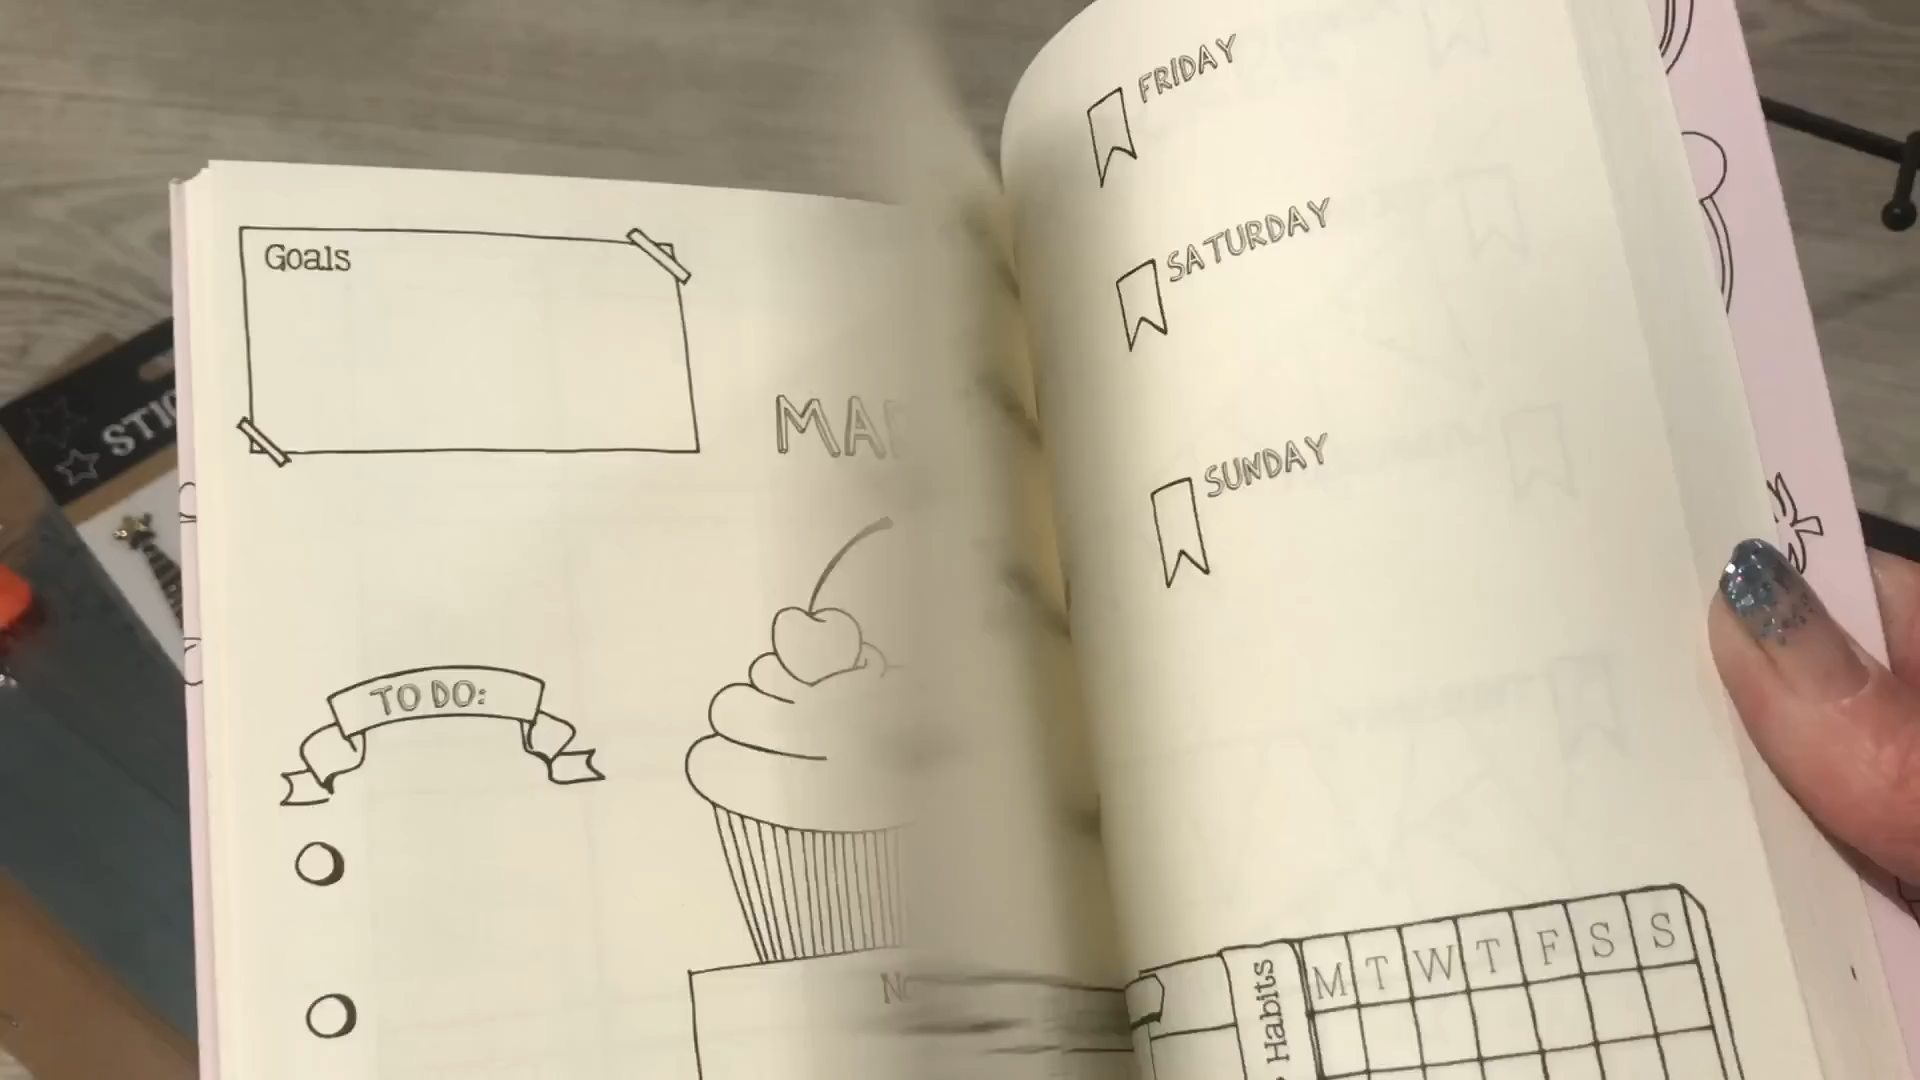 Goals
TO DO:
FRIDAY
SATURDAY
SUNDAY
Habits
M T W T F S S